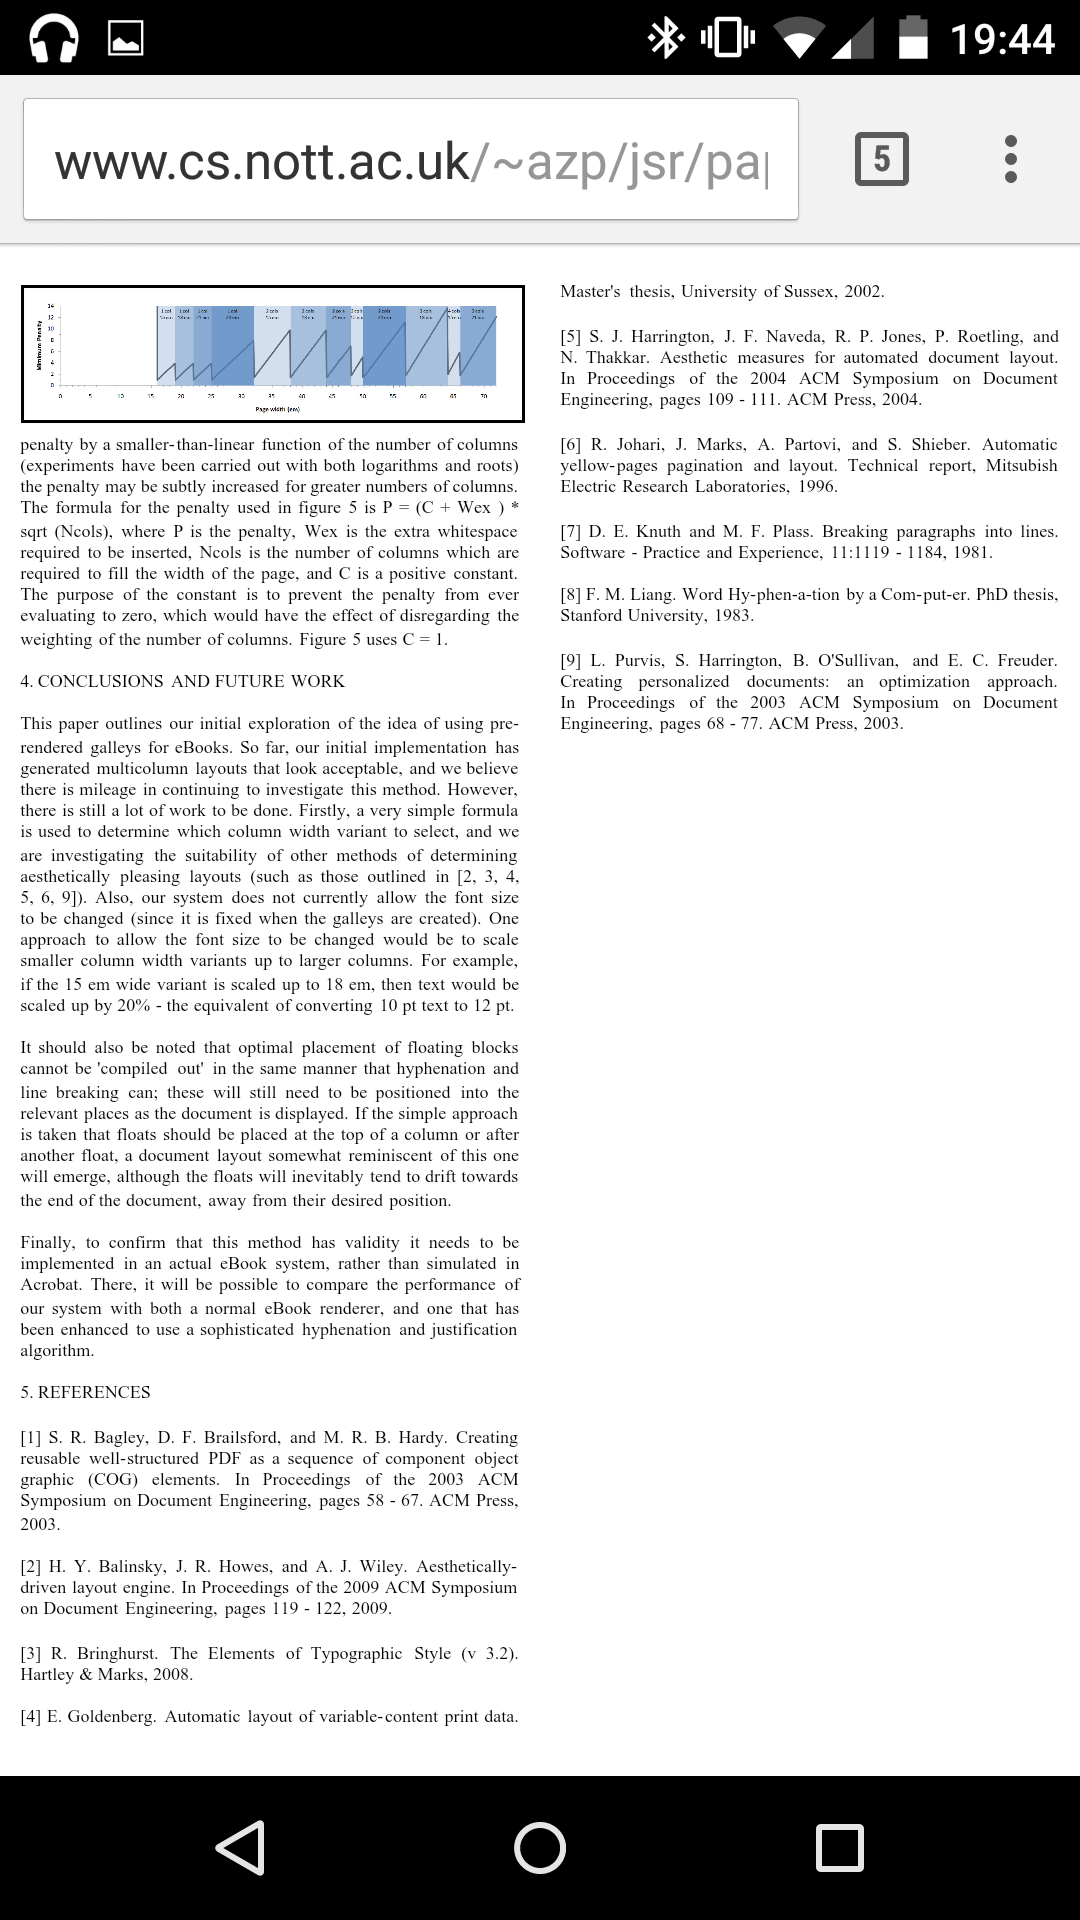 19:44
www.cs.nott.ac.uk/~azp/jsr/pa
5
Minimum Penalty
14
12
10
8
6
4
2
0
0 5 10 15 20 25 30 35 40 45 50 55 60 65 70
Page width (em)
penalty by a smaller-than-linear function of the number of columns
(experiments have been carried out with both logarithms and roots)
the penalty may be subtly increased for greater numbers of columns.
The formula for the penalty used in figure 5 is P = (C + Wex ) *
sqrt (Ncols), where P is the penalty, Wex is the extra whitespace
required to be inserted, Ncols is the number of columns which are
required to fill the width of the page, and C is a positive constant.
The purpose of the constant is to prevent the penalty from ever
evaluating to zero, which would have the effect of disregarding the
weighting of the number of columns. Figure 5 uses C = 1.
4. CONCLUSIONS AND FUTURE WORK
This paper outlines our initial exploration of the idea of using pre-
rendered galleys for eBooks. So far, our initial implementation has
generated multicolumn layouts that look acceptable, and we believe
there is mileage in continuing to investigate this method. However,
there is still a lot of work to be done. Firstly, a very simple formula
is used to determine which column width variant to select, and we
are investigating the suitability of other methods of determining
aesthetically pleasing layouts (such as those outlined in [2, 3, 4,
5, 6, 9]). Also, our system does not currently allow the font size
to be changed (since it is fixed when the galleys are created). One
approach to allow the font size to be changed would be to scale
smaller column width variants up to larger columns. For example,
if the 15 em wide variant is scaled up to 18 em, then text would be
scaled up by 20% - the equivalent of converting 10 pt text to 12 pt.
It should also be noted that optimal placement of floating blocks
cannot be 'compiled out' in the same manner that hyphenation and
line breaking can; these will still need to be positioned into the
relevant places as the document is displayed. If the simple approach
is taken that floats should be placed at the top of a column or after
another float, a document layout somewhat reminiscent of this one
will emerge, although the floats will inevitably tend to drift towards
the end of the document, away from their desired position.
Finally, to confirm that this method has validity it needs to be
implemented in an actual eBook system, rather than simulated in
Acrobat. There, it will be possible to compare the performance of
our system with both a normal eBook renderer, and one that has
been enhanced to use a sophisticated hyphenation and justification
algorithm.
5. REFERENCES
[1] S. R. Bagley, D. F. Brailsford, and M. R. B. Hardy. Creating
reusable well-structured PDF as a sequence of component object
graphic (COG) elements. In Proceedings of the 2003 ACM
Symposium on Document Engineering, pages 58 - 67. ACM Press,
2003.
[2] H. Y. Balinsky, J. R. Howes, and A. J. Wiley. Aesthetically-
driven layout engine. In Proceedings of the 2009 ACM Symposium
on Document Engineering, pages 119 - 122, 2009.
[3] R. Bringhurst. The Elements of Typographic Style (v 3.2).
Hartley & Marks, 2008.
[4] E. Goldenberg. Automatic layout of variable-content print data.
Master's thesis, University of Sussex, 2002.
[5] S. J. Harrington, J. F. Naveda, R. P. Jones, P. Roetling, and
N. Thakkar. Aesthetic measures for automated document layout.
In Proceedings of the 2004 ACM Symposium on Document
Engineering, pages 109 - 111. ACM Press, 2004.
[6] R. Johari, J. Marks, A. Partovi, and S. Shieber. Automatic
yellow-pages pagination and layout. Technical report, Mitsubish
Electric Research Laboratories, 1996.
[7] D. E. Knuth and M. F. Plass. Breaking paragraphs into lines.
Software - Practice and Experience, 11:1119 - 1184, 1981.
[8] F. M. Liang. Word Hy-phen-a-tion by a Com-put-er. PhD thesis,
Stanford University, 1983.
[9] L. Purvis, S. Harrington, B. O'Sullivan, and E. C. Freuder.
Creating personalized documents: an optimization approach.
In Proceedings of the 2003 ACM Symposium on Document
Engineering, pages 68 - 77. ACM Press, 2003.